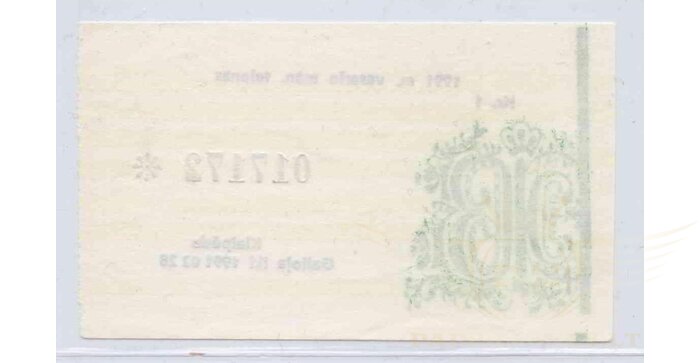 1991 m. vasario mėn. talonas
Nr. 1
017172 *
Klaipėda
Galioja iki 1991 02 28